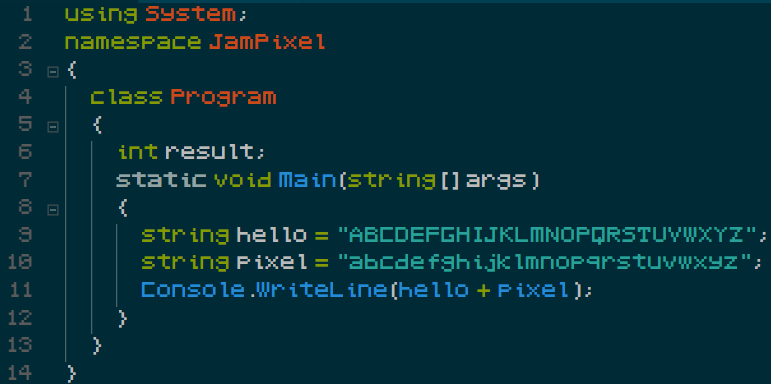 1 using System;
2 namespace JamPixel
3 {
4 class Program
5 {
6 int result;
7 static void Main(string[] args)
8 {
9 string hello = "ABCDEFGHIJKLMNOPQRSTUVWXYZ";
10 string pixel = "abcdefghijklmnopqrstuvwxyz";
11 Console.WriteLine(hello + pixel);
12 }
13 }
14 }